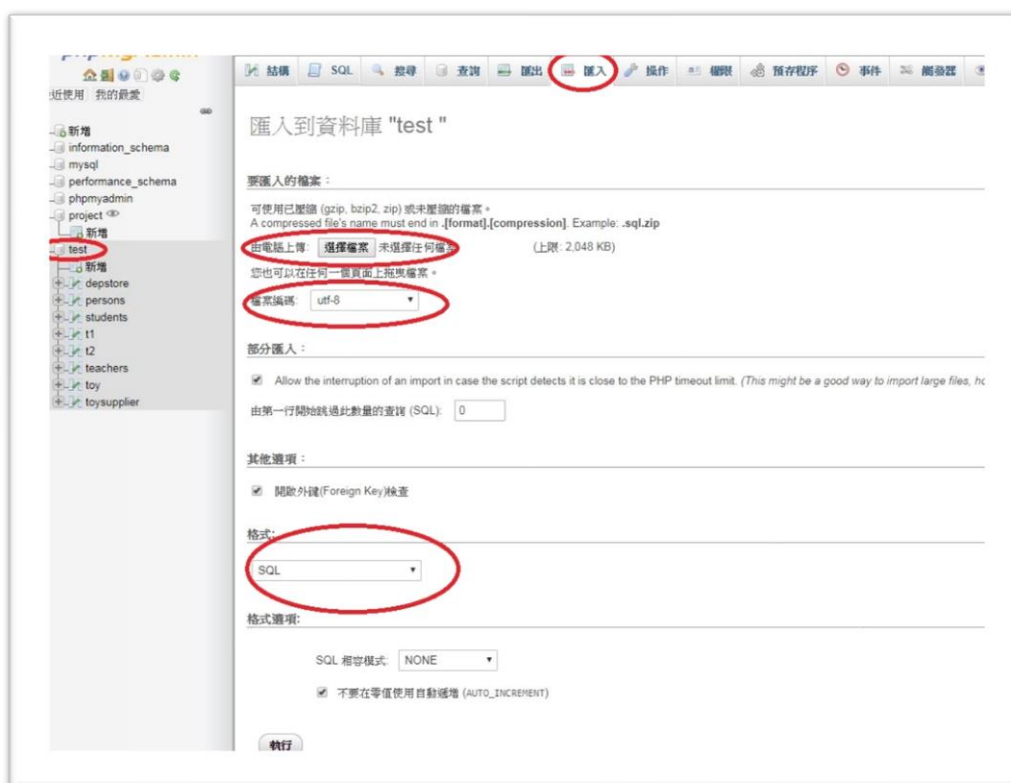 phpMyAdmin
近使用 我的最愛
新增
information_schema
mysql
performance_schema
phpmyadmin
project
新增
test
新增
depstore
persons
students
t1
t2
teachers
toy
toysupplier
結構 SQL 搜尋 查詢 匯出 匯入 操作 權限 預存程序 事件 觸發器
匯入到資料庫 "test "
要匯入的檔案：
可使用已壓縮 (gzip, bzip2, zip) 或未壓縮的檔案。
A compressed file's name must end in .[format].[compression]. Example: .sql.zip
由電腦上傳: 選擇檔案 未選擇任何檔案 (上限: 2,048 KB)
您也可以在任何一個頁面上拖曳檔案。
檔案編碼: utf-8
部分匯入：
Allow the interruption of an import in case the script detects it is close to the PHP timeout limit. (This might be a good way to import large files, ho
由第一行開始跳過此數量的查詢 (SQL): 0
其他選項：
開啟外鍵(Foreign Key)檢查
格式:
SQL
格式選項:
SQL 相容模式: NONE
不要在零值使用自動遞增 (AUTO_INCREMENT)
執行